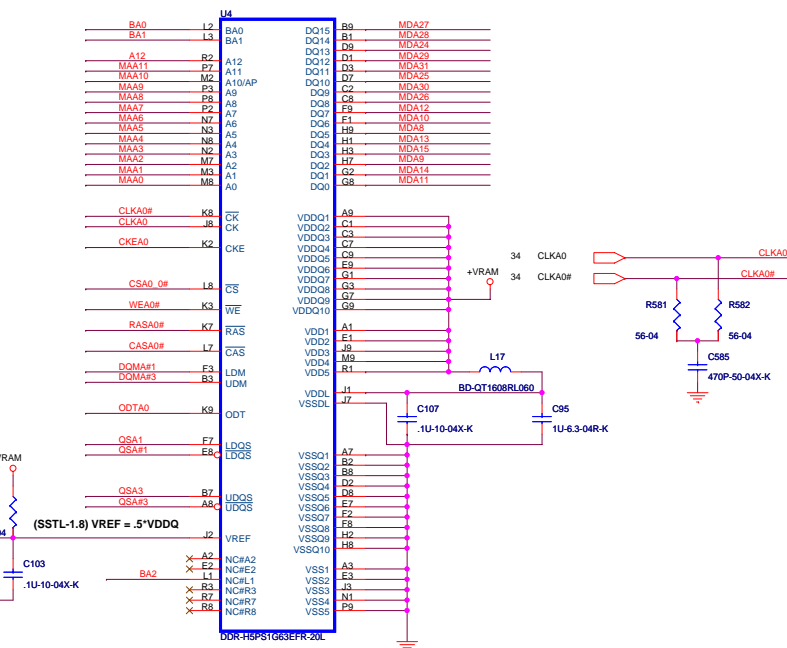 U4
BA0 L2 BA0 DQ15 B9 MDA27
BA1 L3 BA1 DQ14 B1 MDA28
DQ13 D9 MDA24
A12 R2 A12 DQ12 D1 MDA29
MAA11 P7 A11 DQ11 D3 MDA31
MAA10 M2 A10/AP DQ10 D7 MDA25
MAA9 P3 A9 DQ9 C2 MDA30
MAA8 P8 A8 DQ8 C8 MDA26
MAA7 P2 A7 DQ7 F9 MDA12
MAA6 N7 A6 DQ6 F1 MDA10
MAA5 N3 A5 DQ5 H9 MDA8
MAA4 N8 A4 DQ4 H1 MDA13
MAA3 N2 A3 DQ3 H3 MDA15
MAA2 M7 A2 DQ2 H7 MDA9
MAA1 M3 A1 DQ1 G2 MDA14
MAA0 M8 A0 DQ0 G8 MDA11
CLKA0# K8 CK VDDQ1 A9
CLKA0 J8 CK VDDQ2 C1
VDDQ3 C3
CKEA0 K2 CKE VDDQ4 C7
VDDQ5 C9
VDDQ6 E9
VDDQ7 G1
CSA0_0# L8 CS VDDQ8 G3
VDDQ9 G7
WEA0# K3 WE VDDQ10 G9
+VRAM
34 CLKA0 CLKA0
34 CLKA0# CLKA0#
R581 R582
56-04 56-04
C585
470P-50-04X-K
RASA0# K7 RAS VDD1 A1
VDD2 E1
CASA0# L7 CAS VDD3 J9
VDD4 M9
DQMA#1 F3 LDM VDD5 R1
DQMA#3 B3 UDM
L17
BD-QT1608RL060
VDDL J1
VSSDL J7
ODTA0 K9 ODT
C107
.1U-10-04X-K
C95
1U-6.3-04R-K
QSA1 F7 LDQS VSSQ1 A7
QSA#1 E8 LDQS VSSQ2 B2
VSSQ3 B8
VSSQ4 D2
QSA3 B7 UDQS VSSQ5 D8
QSA#3 A8 UDQS VSSQ6 E7
VSSQ7 F2
VSSQ8 F8
(SSTL-1.8) VREF = .5*VDDQ
J2 VREF VSSQ9 H2
VSSQ10 H8
VRAM
C103
.1U-10-04X-K
A2 NC#A2 VSS1 A3
E2 NC#E2 VSS2 E3
BA2 L1 NC#L1 VSS3 J3
R3 NC#R3 VSS4 N1
R7 NC#R7 VSS5 P9
R8 NC#R8
DDR-H5PS1G63EFR-20L